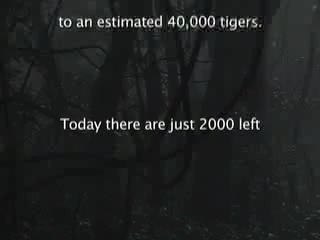 to an estimated 40,000 tigers.
Today there are just 2000 left